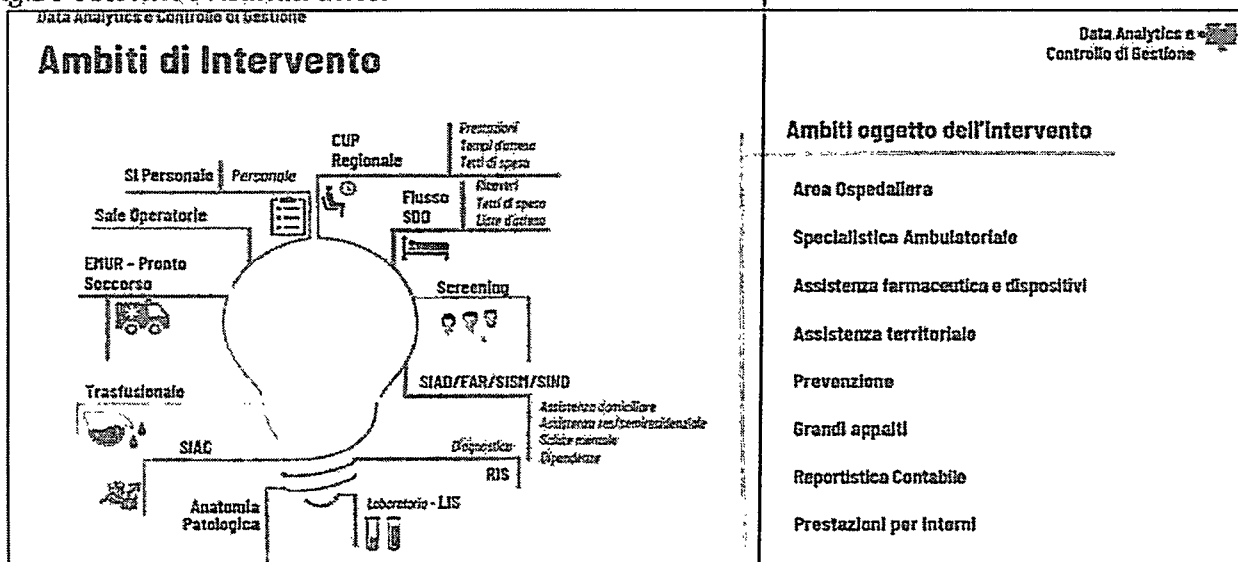 Data Analytics e Controllo di Gestione
Ambiti di Intervento
Data Analytics e
Controllo di Gestione
CUP
Regionale
Prestazioni
Tempi d'attesa
Tetti di spesa
SI Personale
Personale
Flusso
SDO
Ricoveri
Tetti di spesa
Liste d'attesa
Sale Operatorie
EMUR - Pronto
Soccorso
Screening
SIAD/FAR/SISM/SIND
Assistenza domiciliare
Assistenza res/semiresidenziale
Salute mentale
Dipendenze
Trasfusionale
SIAC
Diagnostica
RIS
Anatomia
Patologica
Laboratorio - LIS
Ambiti oggetto dell'intervento
Area Ospedaliera
Specialistica Ambulatoriale
Assistenza farmaceutica e dispositivi
Assistenza territoriale
Prevenzione
Grandi appalti
Reportistica Contabile
Prestazioni per interni